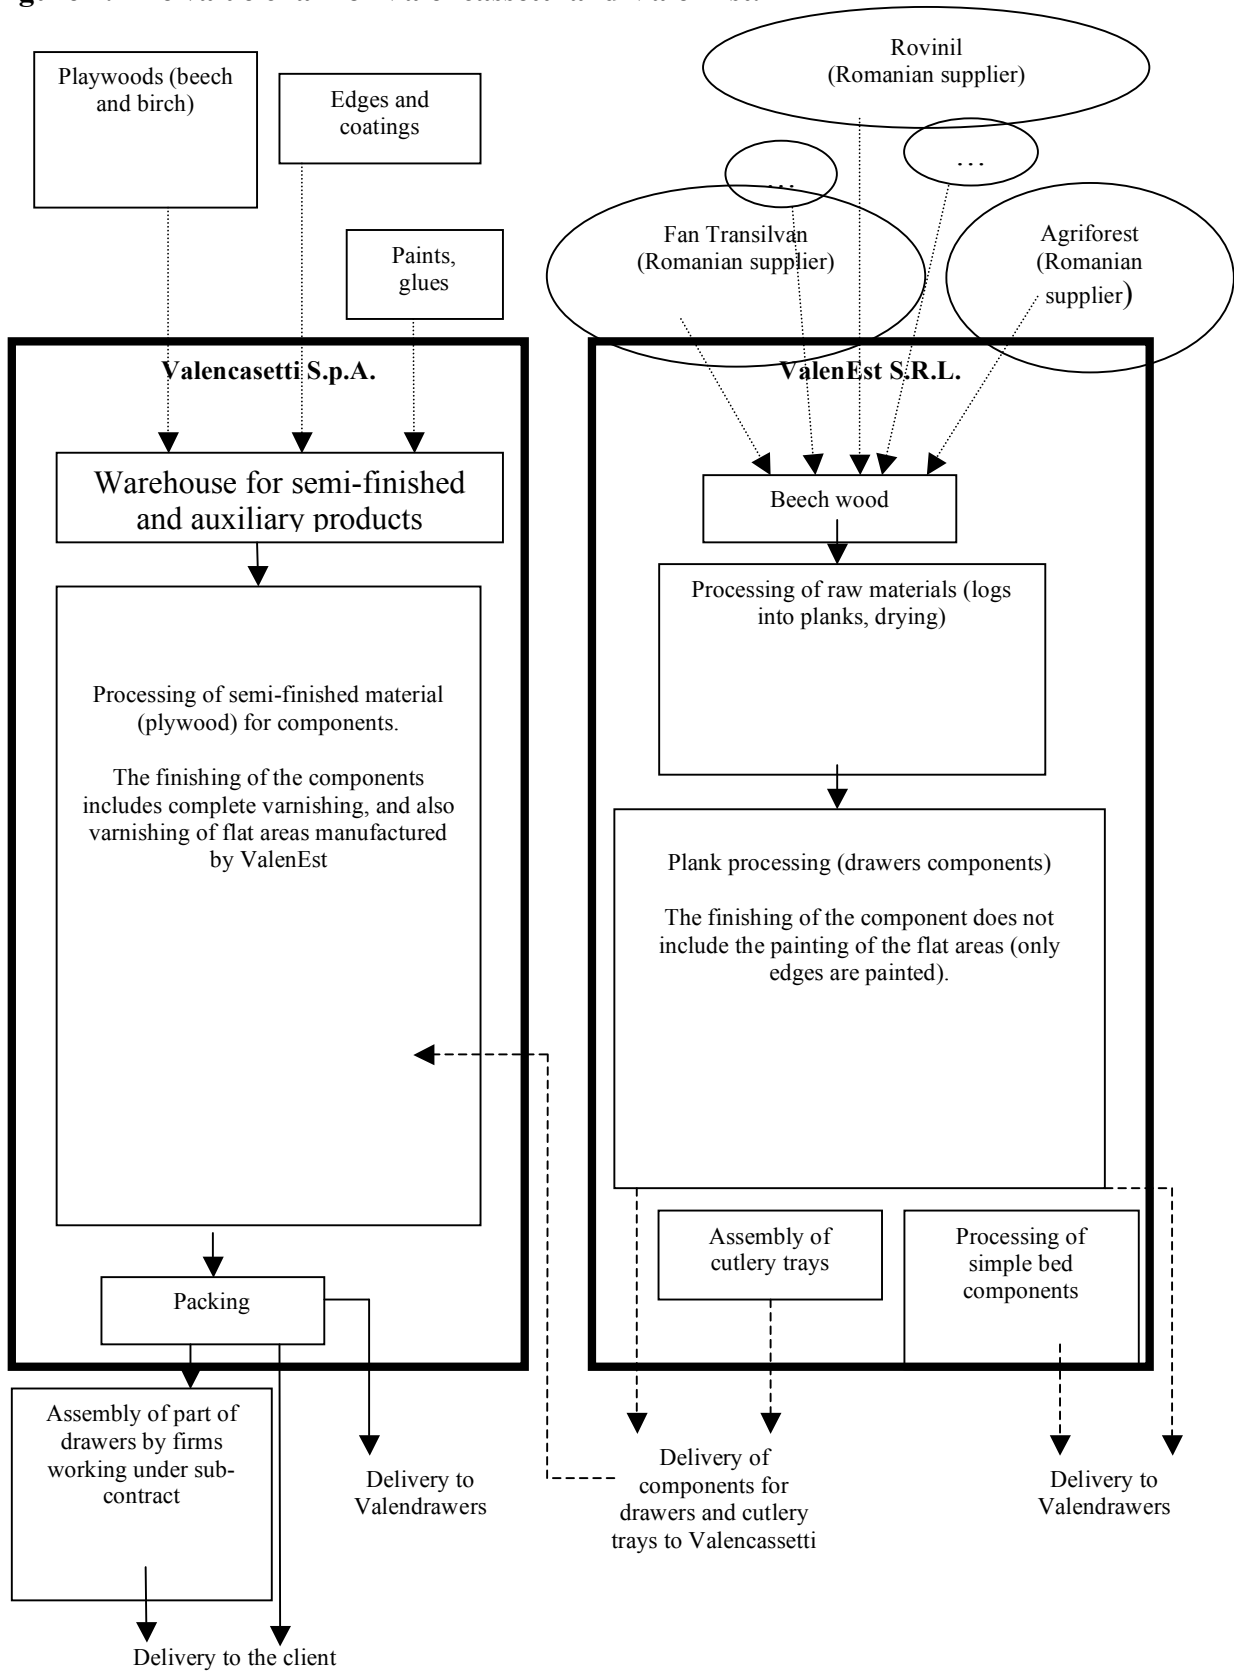 Playwoods (beech
and birch)
Edges and
coatings
Paints,
glues
Rovinil
(Romanian supplier)
...
...
Fan Transilvan
(Romanian supplier)
Agriforest
(Romanian
supplier)
Valencasetti S.p.A.
Warehouse for semi-finished
and auxiliary products
Processing of semi-finished material
(plywood) for components.
The finishing of the components
includes complete varnishing, and also
varnishing of flat areas manufactured
by ValenEst
Packing
Assembly of part of
drawers by firms
working under sub-
contract
Delivery to
Valendrawers
Delivery to the client
ValenEst S.R.L.
Beech wood
Processing of raw materials (logs
into planks, drying)
Plank processing (drawers components)
The finishing of the component does not
include the painting of the flat areas (only
edges are painted).
Assembly of
cutlery trays
Processing of
simple bed
components
Delivery of
components for
drawers and cutlery
trays to Valencassetti
Delivery to
Valendrawers